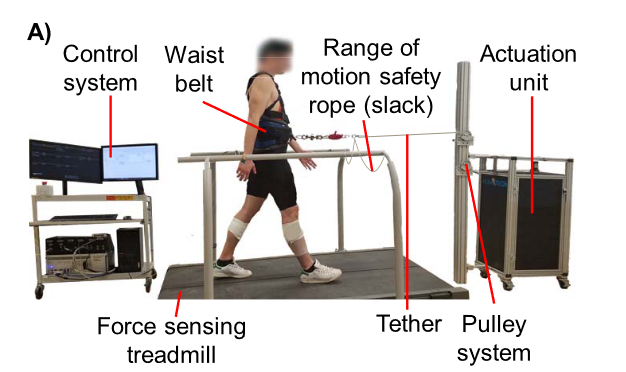 A)
Control
system
Waist
belt
Range of
motion safety
rope (slack)
Actuation
unit
Force sensing
treadmill
Tether
Pulley
system